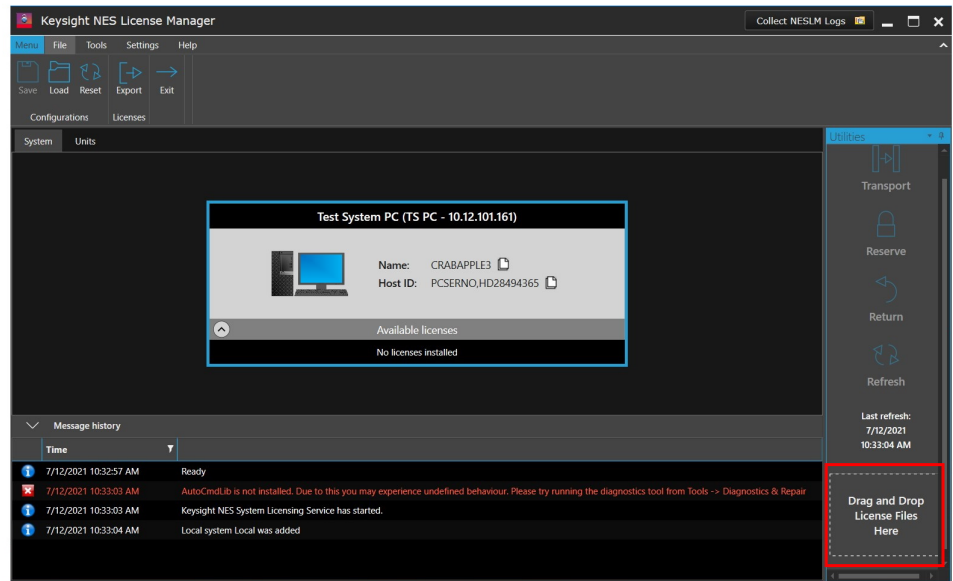 Keysight NES License Manager
Collect NESLM Logs
Menu File Tools Settings Help
Save Load Reset Export Exit
Configurations Licenses
System Units
Utilities
Transport
Reserve
Return
Refresh
Last refresh:
7/12/2021
10:33:04 AM
Drag and Drop
License Files
Here
Test System PC (TS PC - 10.12.101.161)
Name: CRABAPPLE3
Host ID: PCSERNO,HD28494365
Available licenses
No licenses installed
Message history
Time
7/12/2021 10:32:57 AM Ready
7/12/2021 10:33:03 AM AutoCmdLib is not installed. Due to this you may experience undefined behaviour. Please try running the diagnostics tool from Tools -> Diagnostics & Repair
7/12/2021 10:33:03 AM Keysight NES System Licensing Service has started.
7/12/2021 10:33:04 AM Local system Local was added